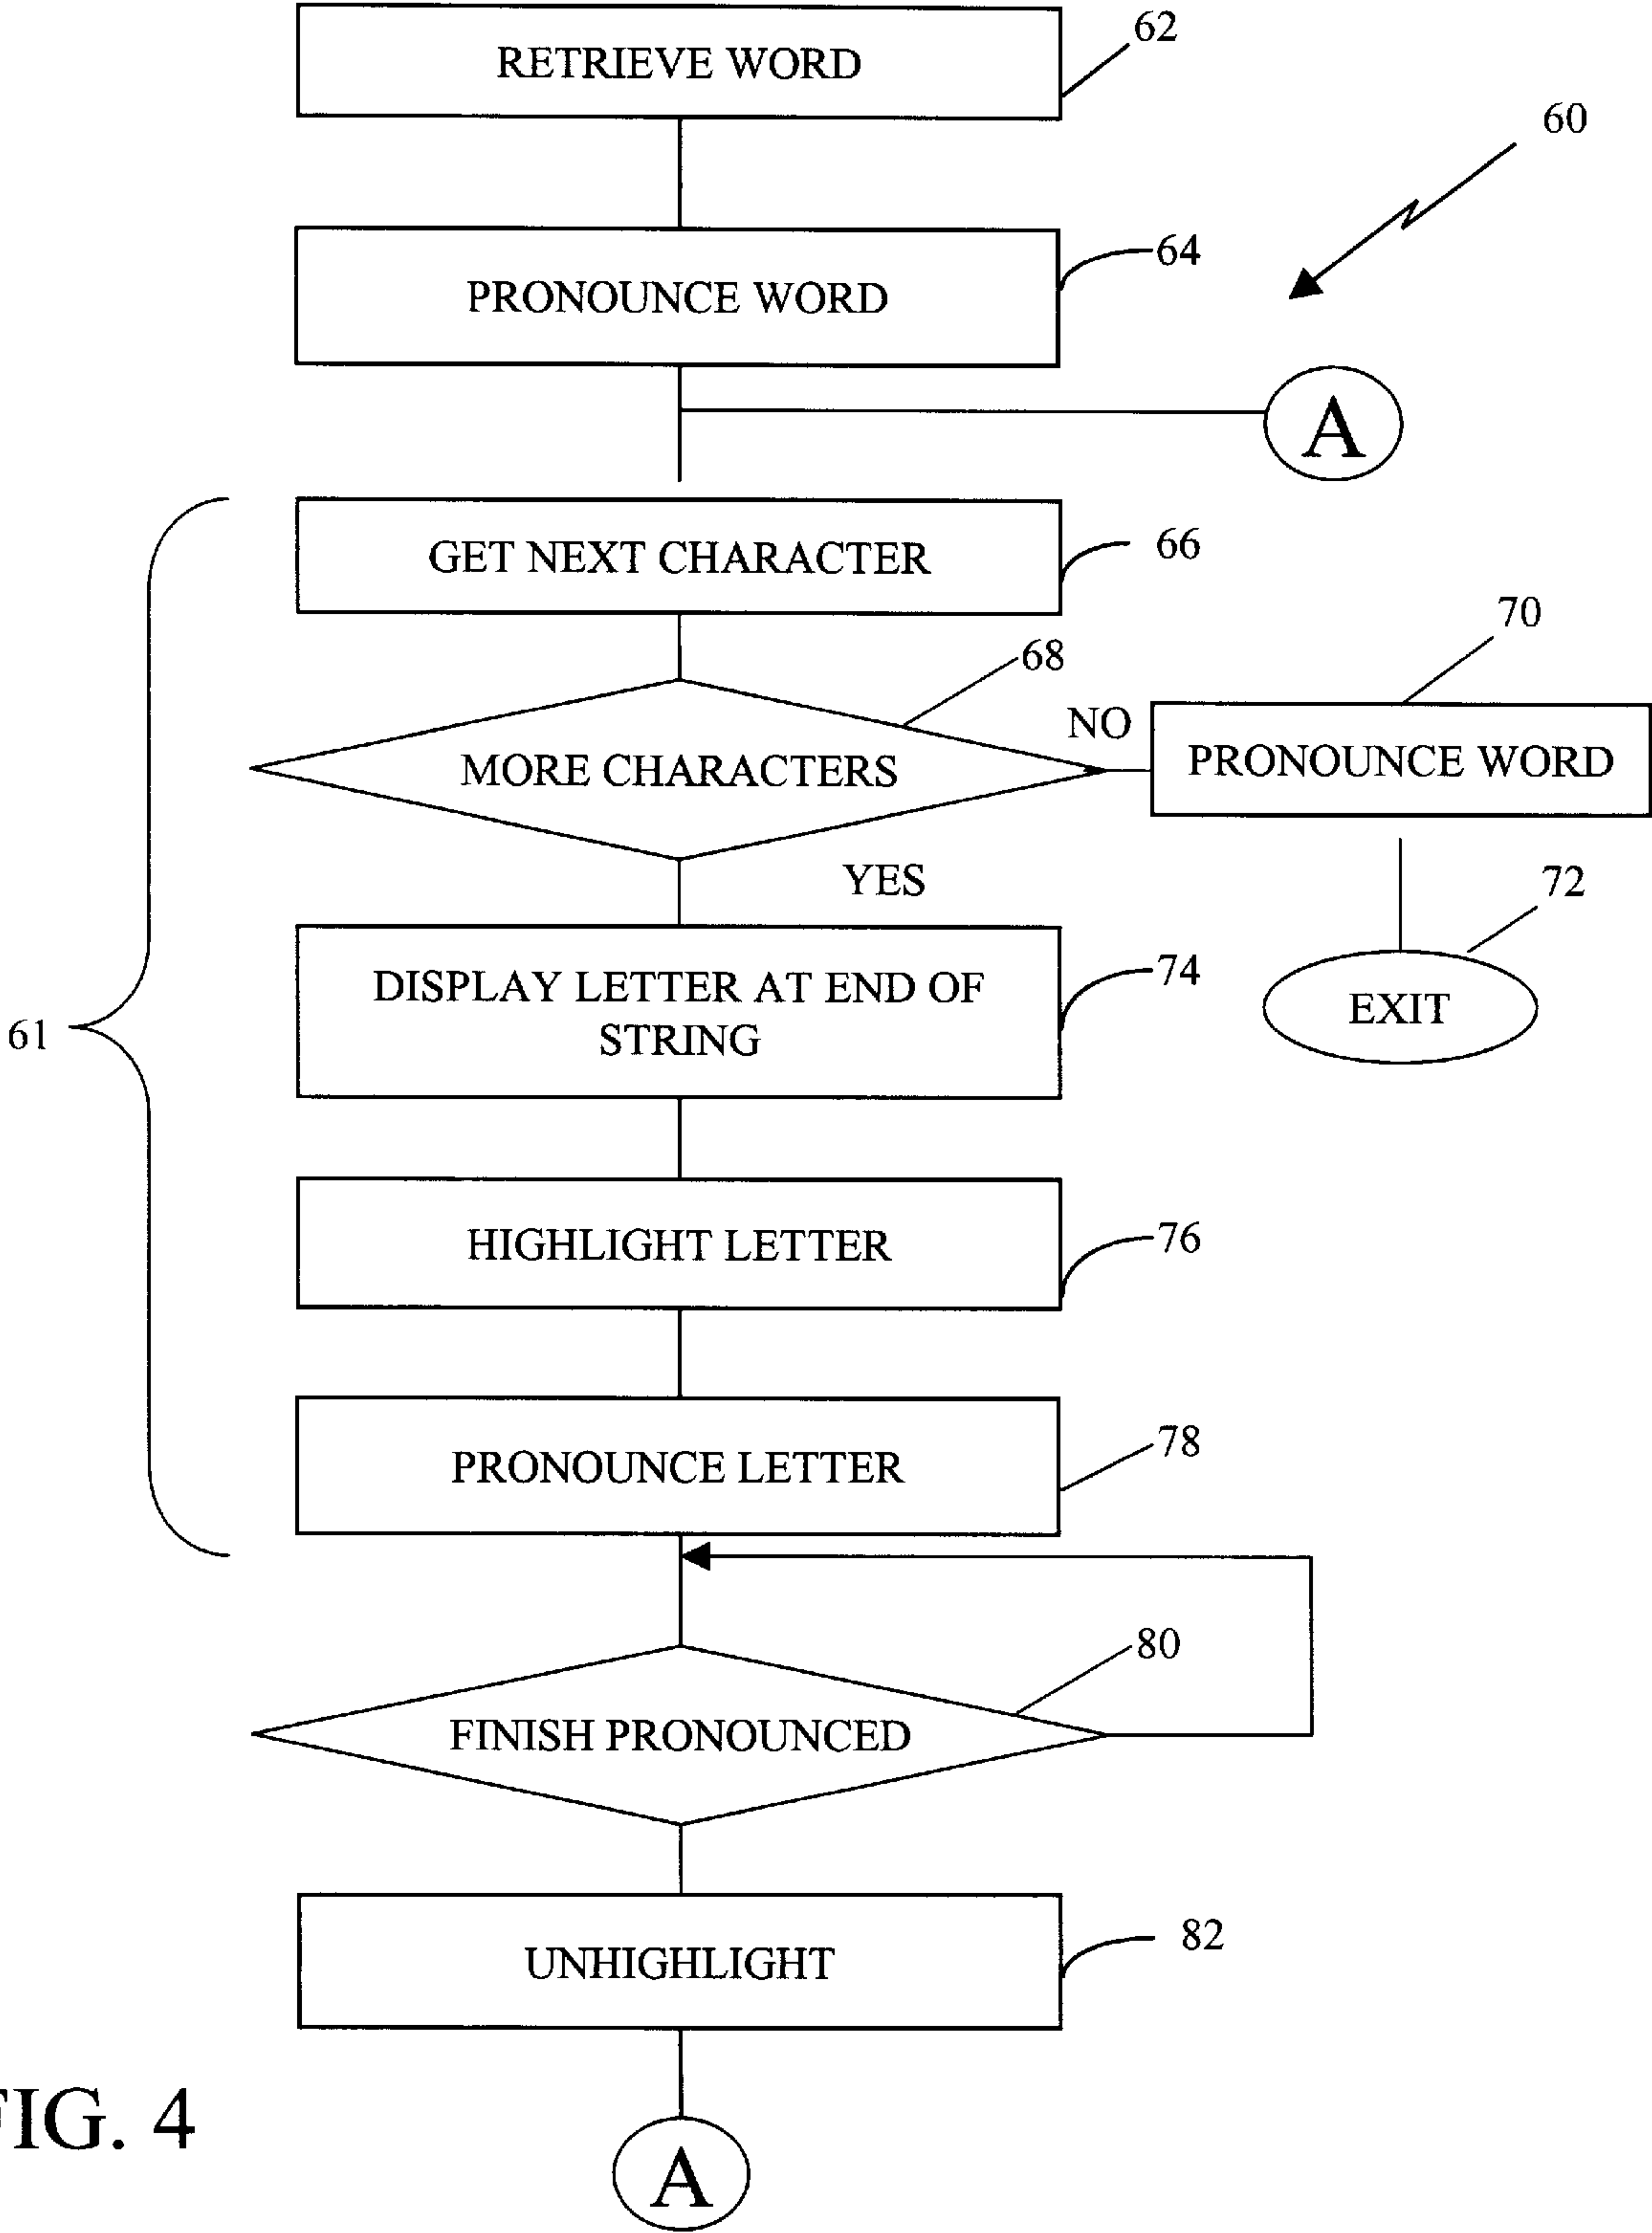 RETRIEVE WORD
62
60
PRONOUNCE WORD
64
A
GET NEXT CHARACTER
66
70
68
NO
MORE CHARACTERS
PRONOUNCE WORD
YES
72
DISPLAY LETTER AT END OF
STRING
74
EXIT
61
HIGHLIGHT LETTER
76
PRONOUNCE LETTER
78
80
FINISH PRONOUNCED
UNHIGHLIGHT
82
FIG. 4
A